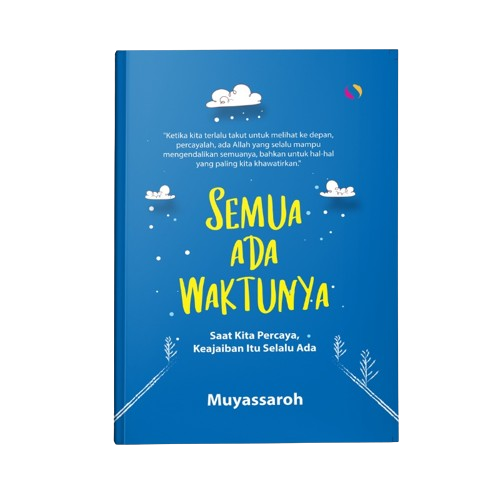 "Ketika kita terlalu takut untuk melihat ke depan,
percayalah, ada Allah yang selalu mampu
mengendalikan semuanya, bahkan untuk hal-hal
yang paling kita khawatirkan."
SEMUA
ADA
WAKTUNYA
Saat Kita Percaya,
Keajaiban Itu Selalu Ada
Muyassaroh